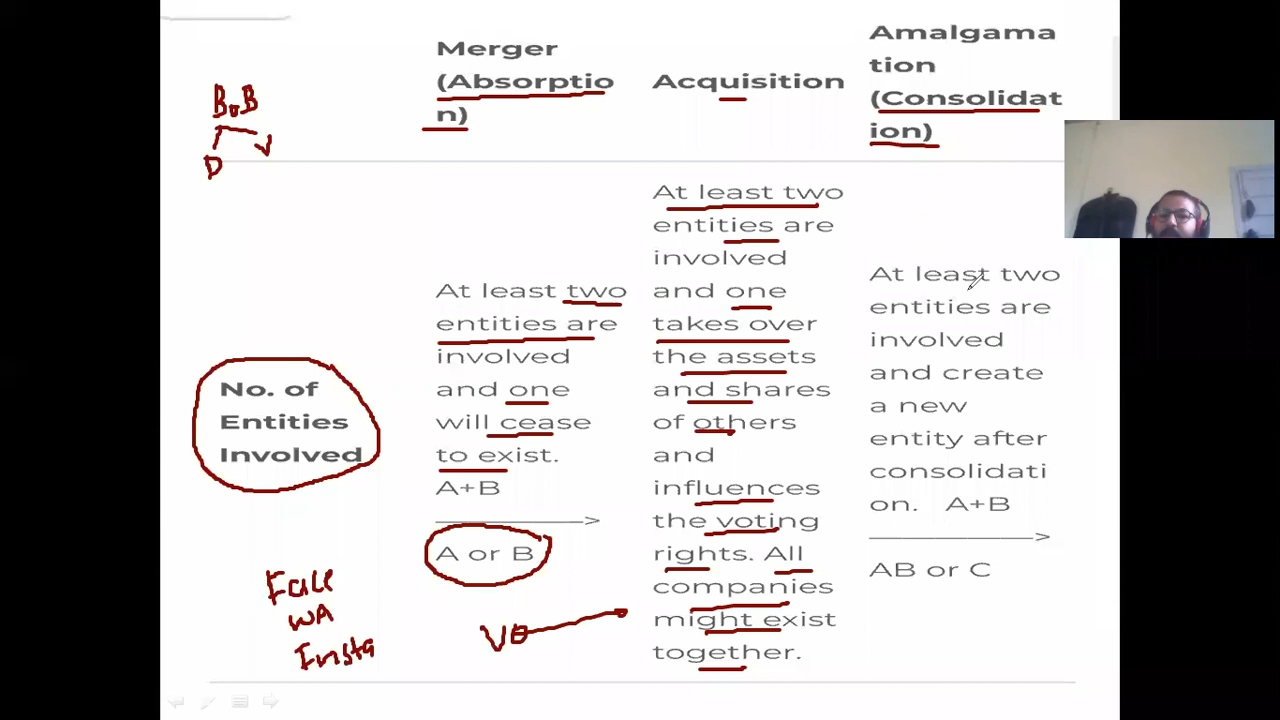 Merger
(Absorptio
n)
Acquisition
Amalgama
tion
(Consolidat
ion)
BoB
D V
No. of
Entities
Involved
At least two
entities are
involved
and one
will cease
to exist.
A+B
———————>
A or B
At least two
entities are
involved
and one
takes over
the assets
and shares
of others
and
influences
the voting
rights. All
companies
might exist
together.
At least two
entities are
involved
and create
a new
entity after
consolidati
on. A+B
————————>
AB or C
WA
Insta